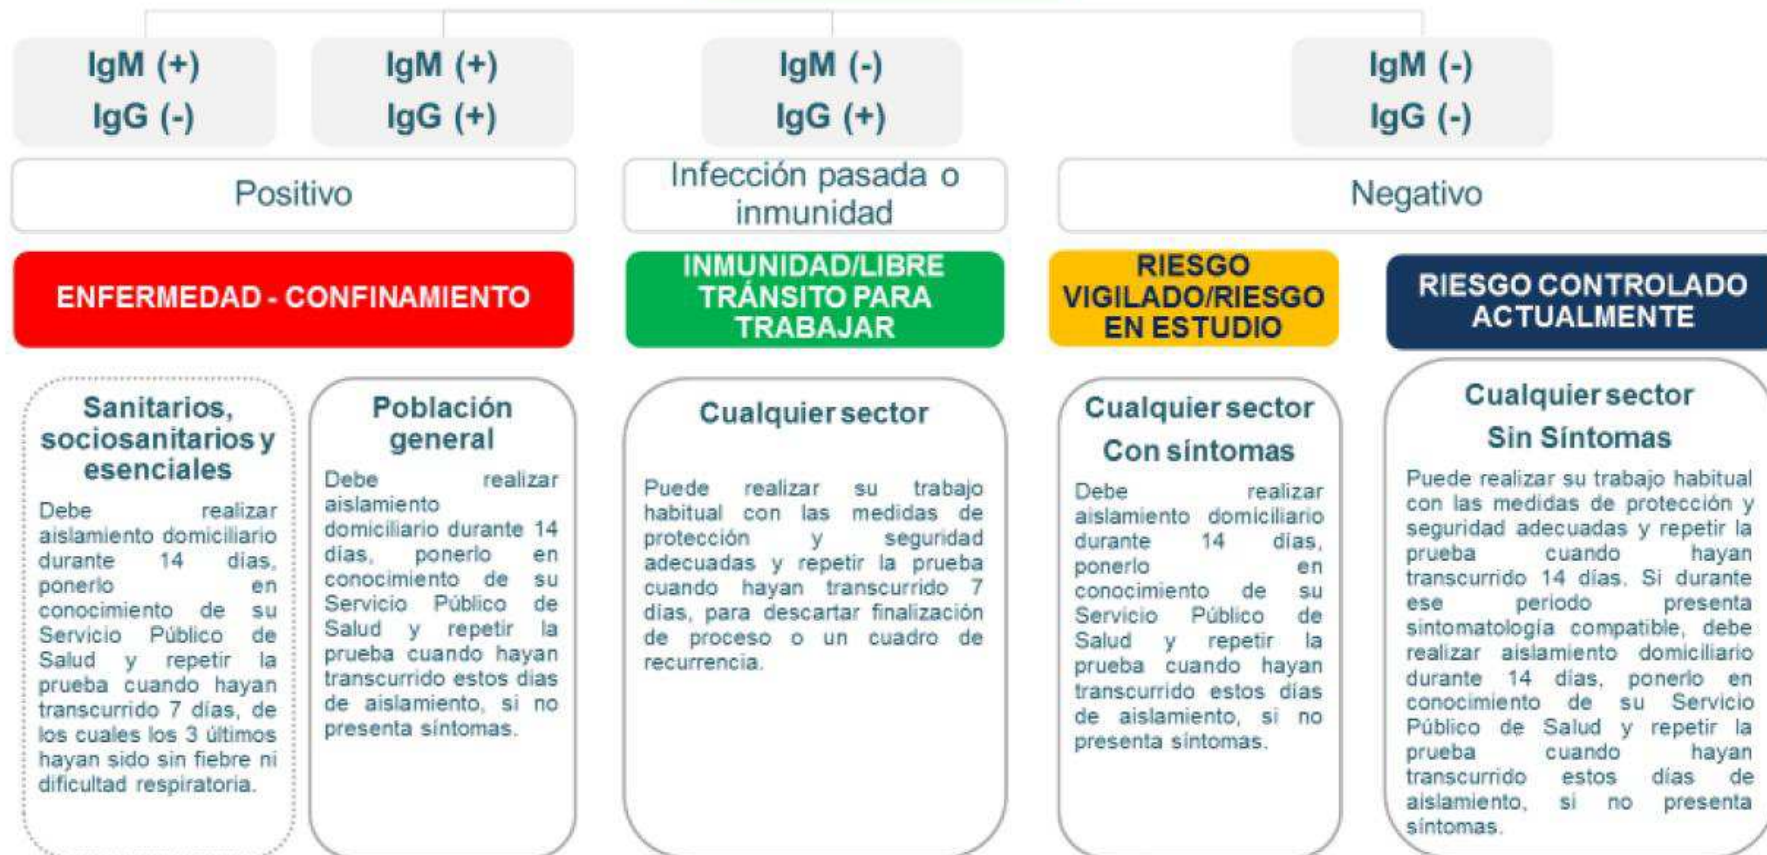 IgM (+)
IgG (-)
IgM (+)
IgG (+)
IgM (-)
IgG (+)
IgM (-)
IgG (-)
Positivo
Infección pasada o
inmunidad
Negativo
ENFERMEDAD - CONFINAMIENTO
INMUNIDAD/LIBRE
TRÁNSITO PARA
TRABAJAR
RIESGO
VIGILADO/RIESGO
EN ESTUDIO
RIESGO CONTROLADO
ACTUALMENTE
Sanitarios,
sociosanitarios y
esenciales
Debe realizar
aislamiento domiciliario
durante 14 días,
ponerlo en
conocimiento de su
Servicio Público de
Salud y repetir la
prueba cuando hayan
transcurrido 7 días, de
los cuales los 3 últimos
hayan sido sin fiebre ni
dificultad respiratoria.
Población
general
Debe realizar
aislamiento
domiciliario durante 14
días, ponerlo en
conocimiento de su
Servicio Público de
Salud y repetir la
prueba cuando hayan
transcurrido estos días
de aislamiento, si no
presenta síntomas.
Cualquier sector
Puede realizar su trabajo
habitual con las medidas de
protección y seguridad
adecuadas y repetir la prueba
cuando hayan transcurrido 7
días, para descartar finalización
de proceso o un cuadro de
recurrencia.
Cualquier sector
Con síntomas
Debe realizar
aislamiento domiciliario
durante 14 días,
ponerlo en
conocimiento de su
Servicio Público de
Salud y repetir la
prueba cuando hayan
transcurrido estos días
de aislamiento, si no
presenta síntomas.
Cualquier sector
Sin Síntomas
Puede realizar su trabajo habitual
con las medidas de protección y
seguridad adecuadas y repetir la
prueba cuando hayan
transcurrido 14 días. Si durante
ese periodo presenta
sintomatología compatible, debe
realizar aislamiento domiciliario
durante 14 días, ponerlo en
conocimiento de su Servicio
Público de Salud y repetir la
prueba cuando hayan
transcurrido estos días de
aislamiento, si no presenta
síntomas.